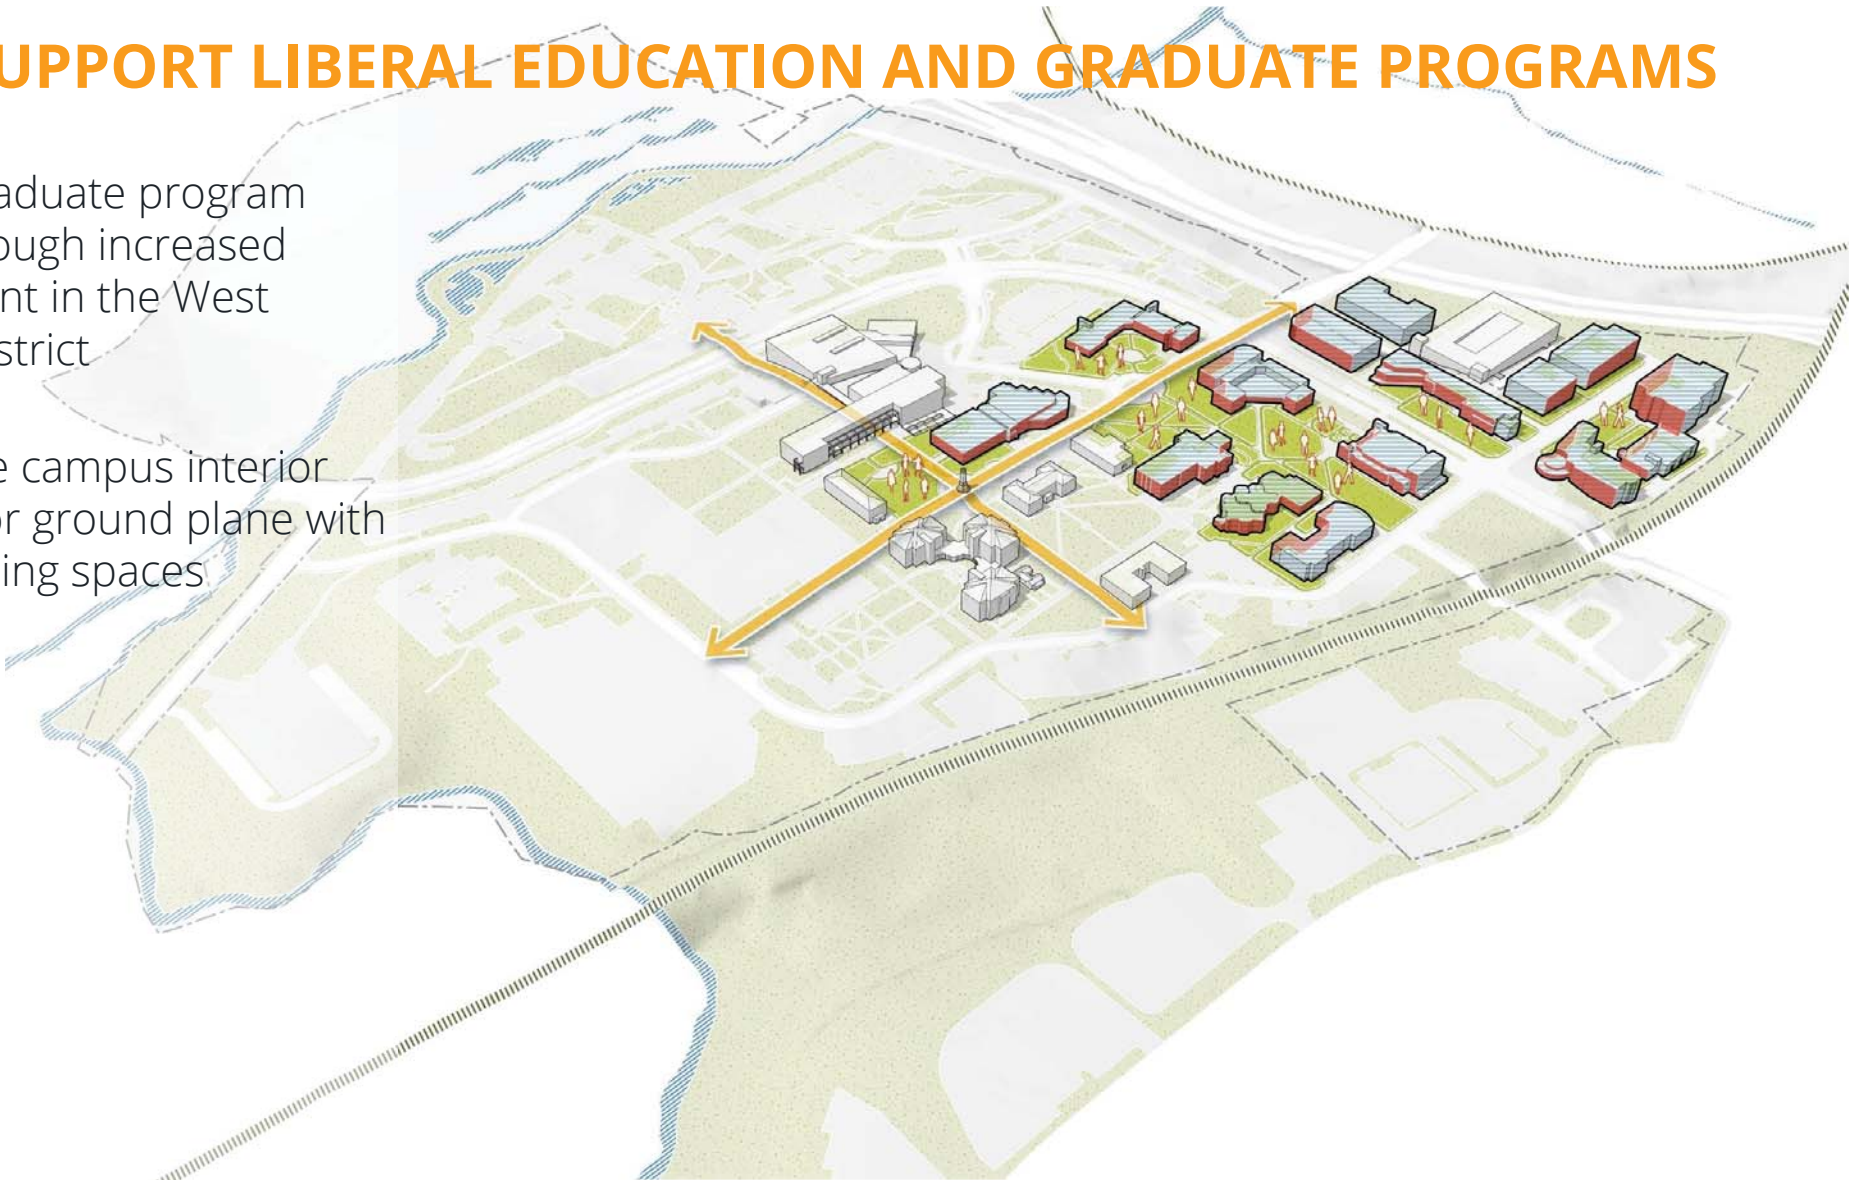 UPPORT LIBERAL EDUCATION AND GRADUATE PROGRAMS
aduate program
ough increased
nt in the West
strict
e campus interior
or ground plane with
ing spaces